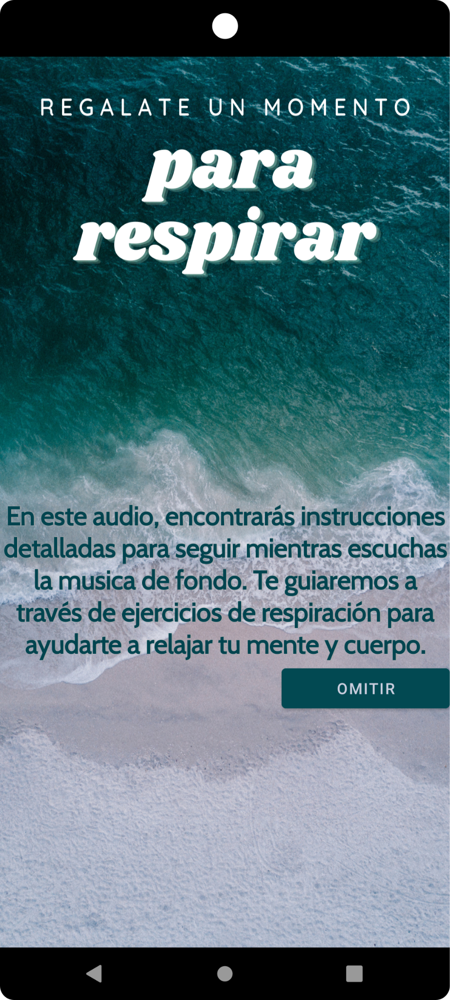 REGALATE UN MOMENTO
para
respirar
En este audio, encontrarás instrucciones
detalladas para seguir mientras escuchas
la musica de fondo. Te guiaremos a
través de ejercicios de respiración para
ayudarte a relajar tu mente y cuerpo.
OMITIR